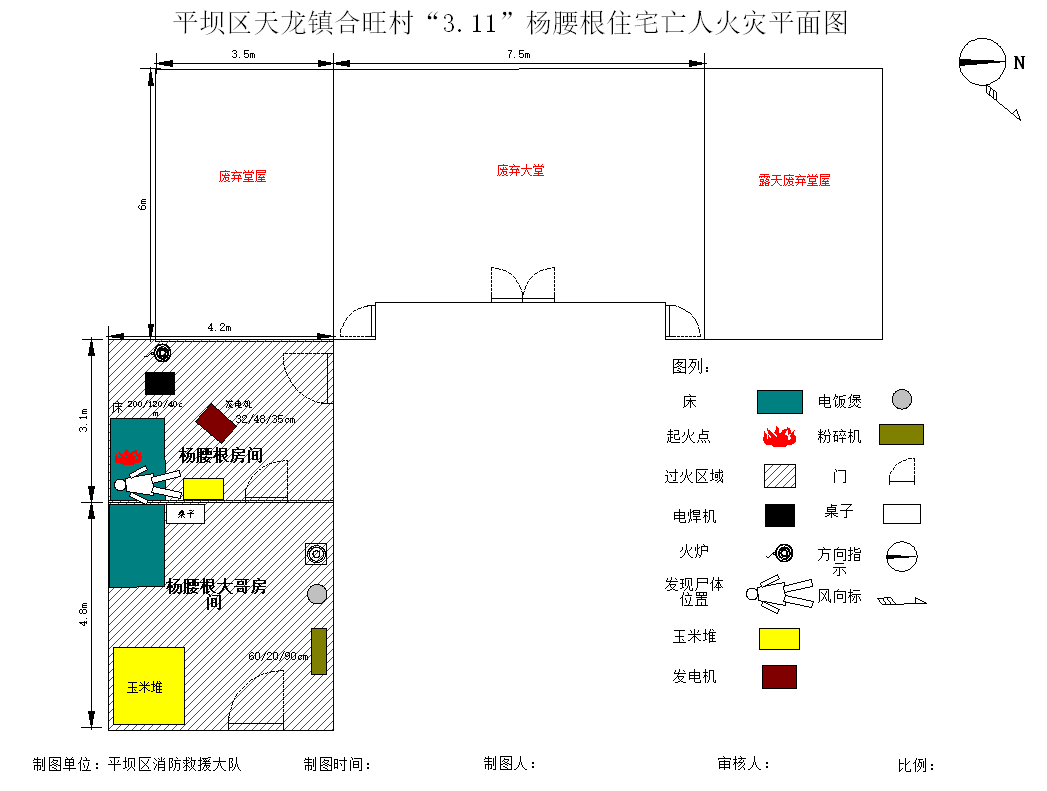 平坝区天龙镇合旺村“3.11”杨腰根住宅亡人火灾平面图
3.5m
7.5m
N
废弃堂屋
废弃大堂
露天废弃堂屋
6m
4.2m
图列：
床
电饭煲
起火点
粉碎机
过火区域
门
电焊机
桌子
火炉
方向指
示
发现尸体
位置
风向标
玉米堆
发电机
3.1m
床 200/120/40c
m
发电机
32/48/35cm
杨腰根房间
桌子
杨腰根大哥房
间
4.8m
60/20/90cm
玉米堆
制图单位：平坝区消防救援大队
制图时间：
制图人：
审核人：
比例：